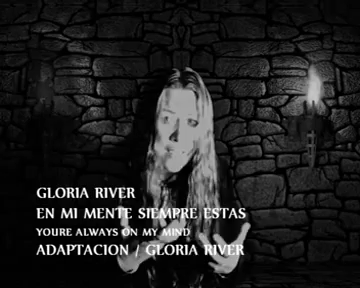 GLORIA RIVER
EN MI MENTE SIEMPRE ESTAS
YOURE ALWAYS ON MY MIND
ADAPTACION / GLORIA RIVER